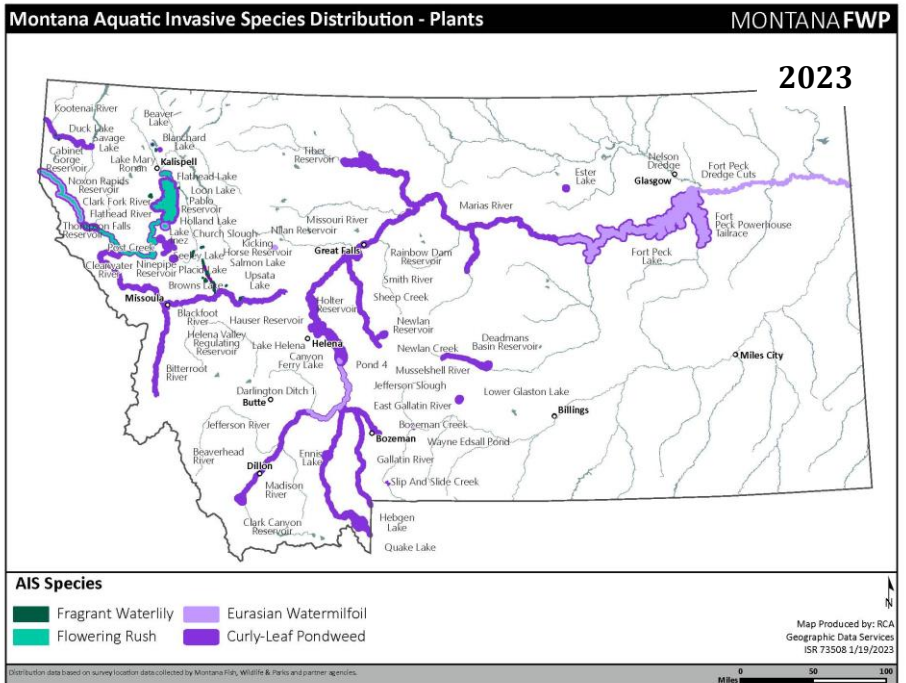 Montana Aquatic Invasive Species Distribution - Plants
MONTANA FWP
2023
Kootenai River
Beaver
Lake
Duck Lake
Savage
Lake
Blanchard
Lake
Cabinet
Gorge
Reservoir
Lake Mary
Ronan
Kalispell
Noxon Rapids
Reservoir
Flathead Lake
Loon Lake
Pablo
Reservoir
Clark Fork River
Flathead River
Holland Lake
Thompson Falls
Reservoir
Lake
Inez
Church Slough
Post Creek
Kicking
Horse Reservoir
Seeley Lake
Salmon Lake
Clearwater
River
Ninepipe
Reservoir
Placid Lake
Upsata
Lake
Browns Lake
Missoula
Blackfoot
River
Bitterroot
River
Tiber
Reservoir
Missouri River
Nilan Reservoir
Great Falls
Marias River
Rainbow Dam
Reservoir
Smith River
Sheep Creek
Holter
Reservoir
Hauser Reservoir
Newlan
Reservoir
Helena Valley
Regulating
Reservoir
Lake Helena
Helena
Newlan Creek
Canyon
Ferry Lake
Pond 4
Deadmans
Basin Reservoir
Musselshell River
Ester
Lake
Nelson
Dredge
Glasgow
Fort Peck
Dredge Cuts
Fort
Peck Powerhouse
Tailrace
Fort Peck
Lake
Miles City
Darlington Ditch 1
Butte
Jefferson Slough
Lower Glaston Lake
East Gallatin River
Billings
Jefferson River
Bozeman Creek
Bozeman
Wayne Edsall Pond
Beaverhead
River
Ennis
Lake
Gallatin River
Dillon
Madison
River
Slip And Slide Creek
Clark Canyon
Reservoir
Hebgen
Lake
Quake Lake
AIS Species
Fragrant Waterlily
Eurasian Watermilfoil
Flowering Rush
Curly-Leaf Pondweed
N
Map Produced by: RCA
Geographic Data Services
ISR 73508 1/19/2023
Distribution data based on survey location data collected by Montana Fish, Wildlife & Parks and partner agencies.
0 50 100
Miles